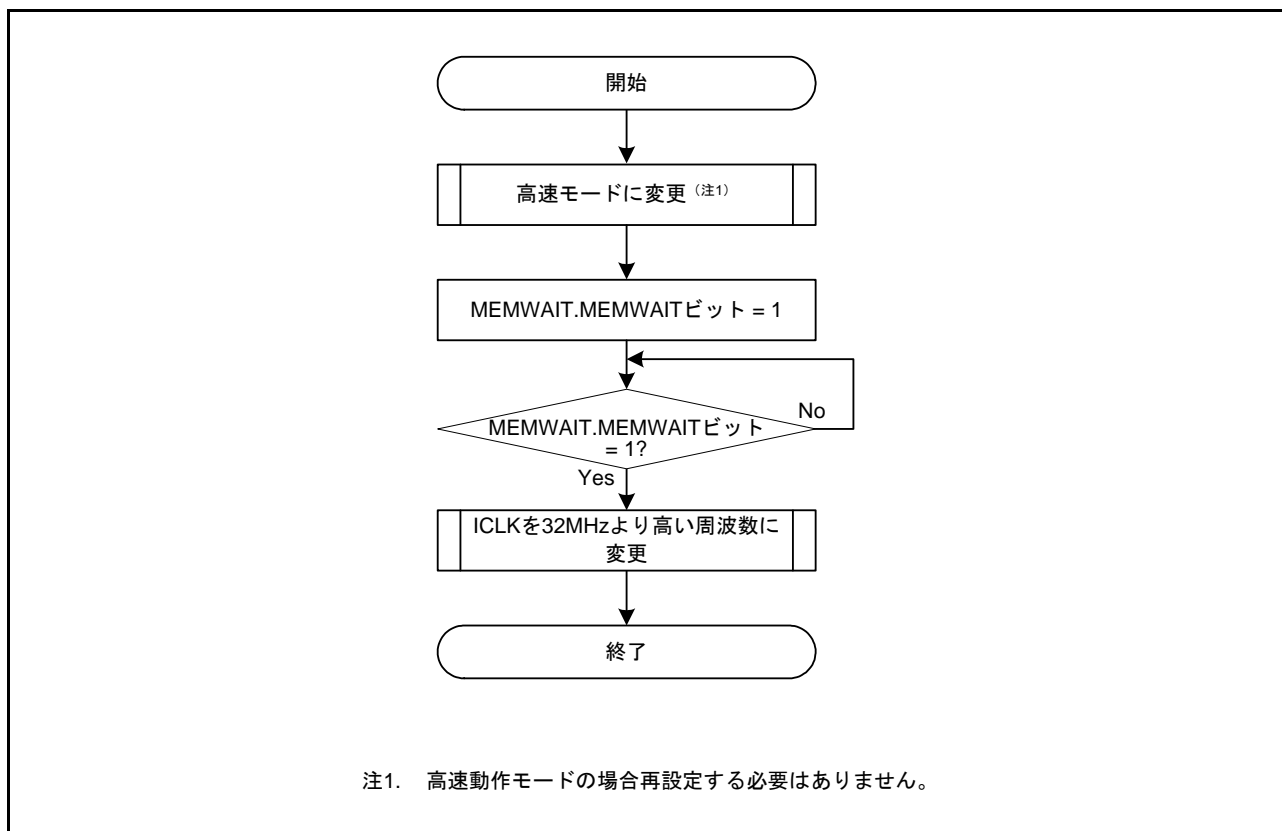 開始
高速モードに変更（注1）
MEMWAIT.MEMWAITビット = 1
MEMWAIT.MEMWAITビット
= 1?
No
Yes
ICLKを32MHzより高い周波数に
変更
終了
注1. 高速動作モードの場合再設定する必要はありません。